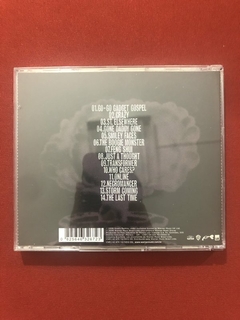 01.GO-GO GADGET GOSPEL
02.CRAZY
03.ST. ELSEWHERE
04.GONE DADDY GONE
05.SMILEY FACES
06.THE BOOGIE MONSTER
07.FENG SHUI
08.JUST A THOUGHT
09.TRANSFORMER
10.WHO CARES?
11.ONLINE
12.NECROMANCER
13.STORM COMING
14.THE LAST TIME